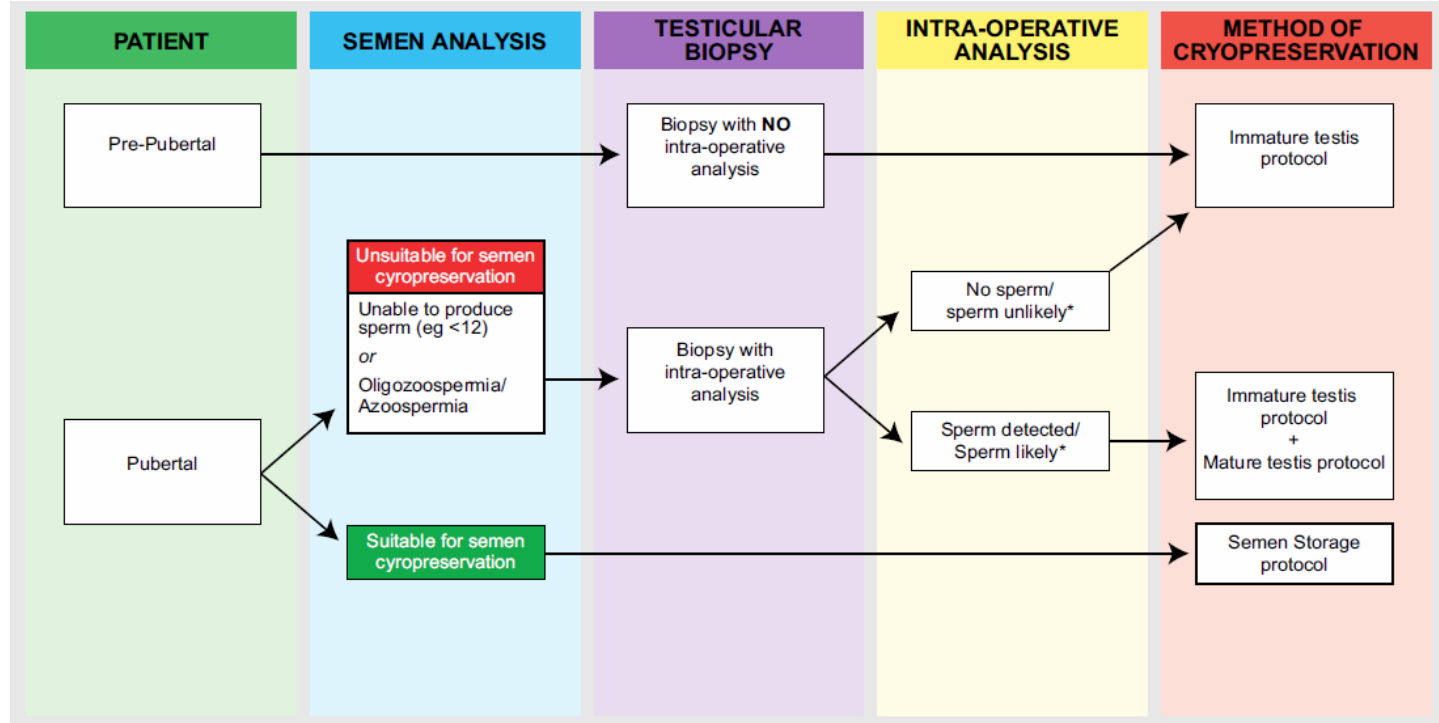 PATIENT
SEMEN ANALYSIS
TESTICULAR
BIOPSY
INTRA-OPERATIVE
ANALYSIS
METHOD OF
CRYOPRESERVATION
Pre-Pubertal
Biopsy with NO
intra-operative
analysis
Immature testis
protocol
Unsuitable for semen
cyropreservation
Unable to produce
sperm (eg <12)
or
Oligozoospermia/
Azoospermia
Pubertal
Biopsy with
intra-operative
analysis
No sperm/
sperm unlikely*
Sperm detected/
Sperm likely*
Immature testis
protocol
+
Mature testis protocol
Suitable for semen
cyropreservation
Semen Storage
protocol